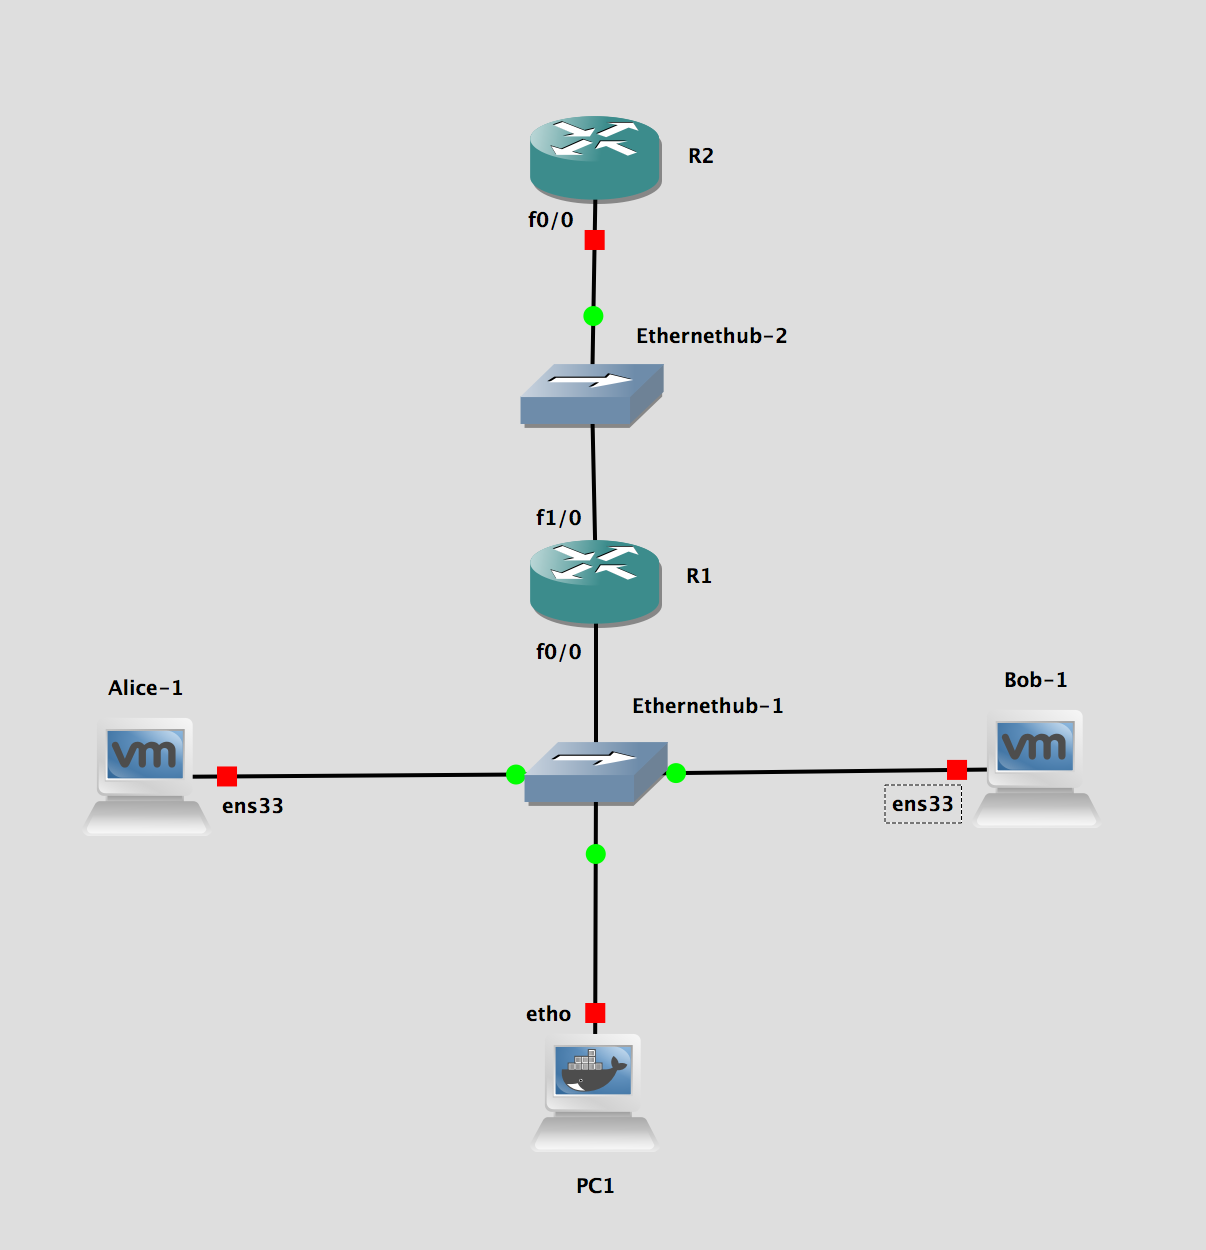 R2
f0/0
Ethernethub-2
f1/0
R1
f0/0
Alice-1
Bob-1
Ethernethub-1
vm
vm
ens33
ens33
etho
PC1